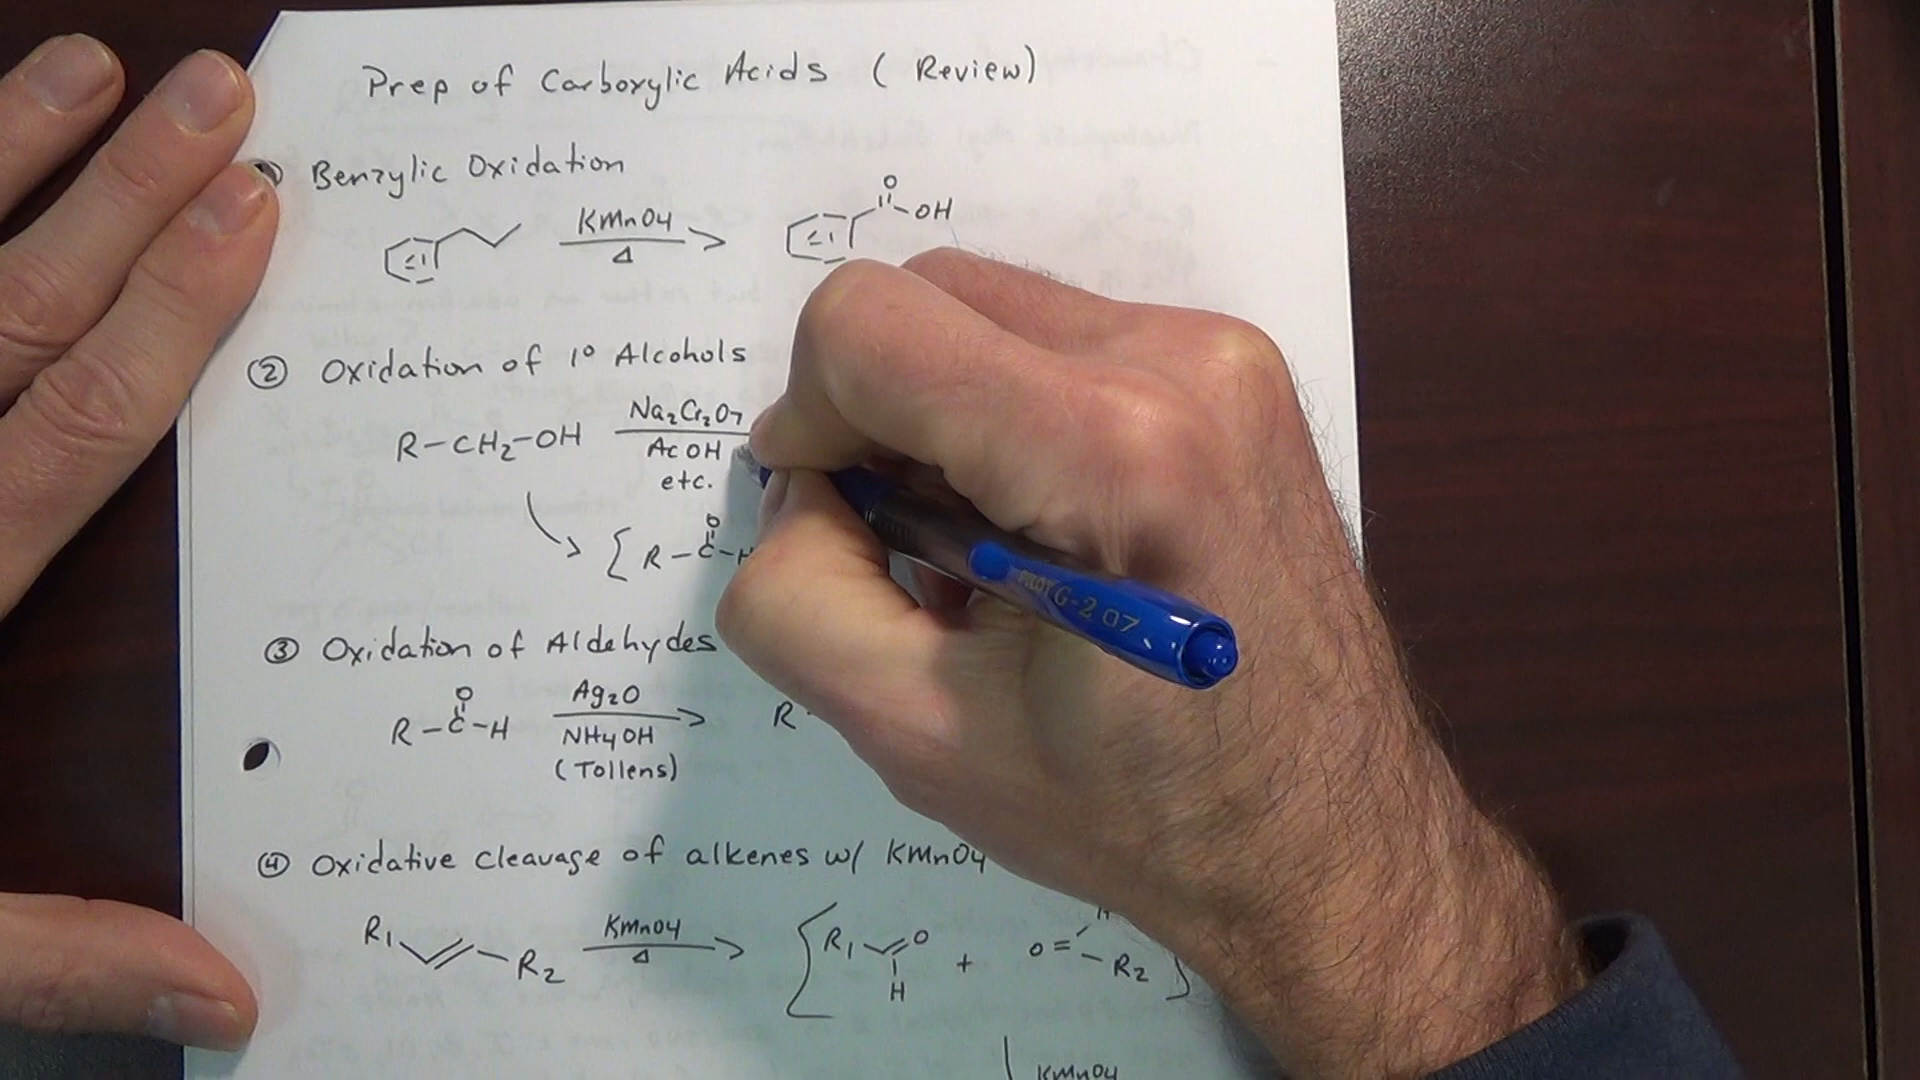 Prep of Carboxylic Acids (Review)
Benzylic Oxidation
KMnO4
Δ
O
OH
② Oxidation of 1° Alcohols
R-CH2-OH
Na2Cr2O7
AcOH
etc.
[ R-C-H
O
③ Oxidation of Aldehydes
R-C-H
O
Ag2O
NH4OH
(Tollens)
R
④ Oxidative cleavage of alkenes w/ KMnO4
R1
R2
KMnO4
Δ
[ R1
O
H
+
O=
H
R2 ]
KMnO4
PILOT G-2 07